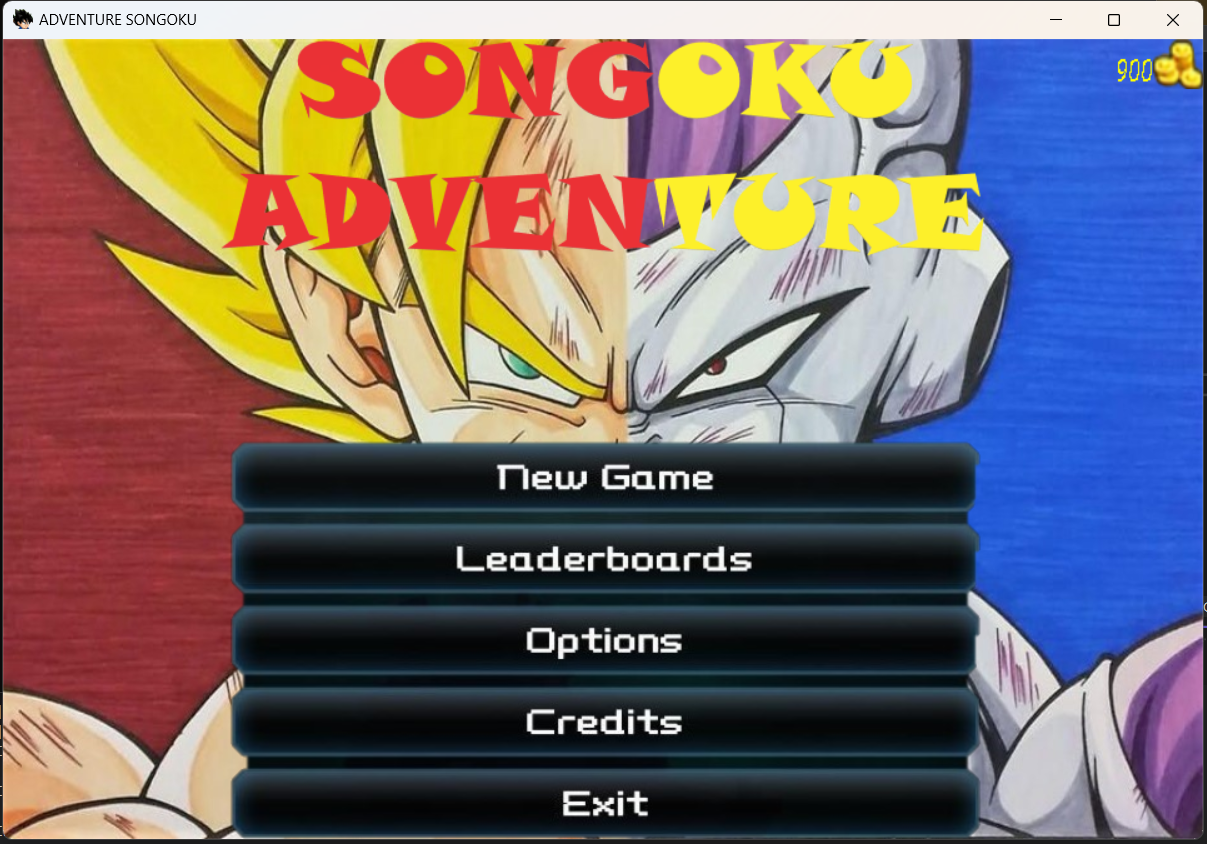 ADVENTURE SONGOKU
SONGOKU
900
ADVENTURE
New Game
Leaderboards
Options
Credits
Exit